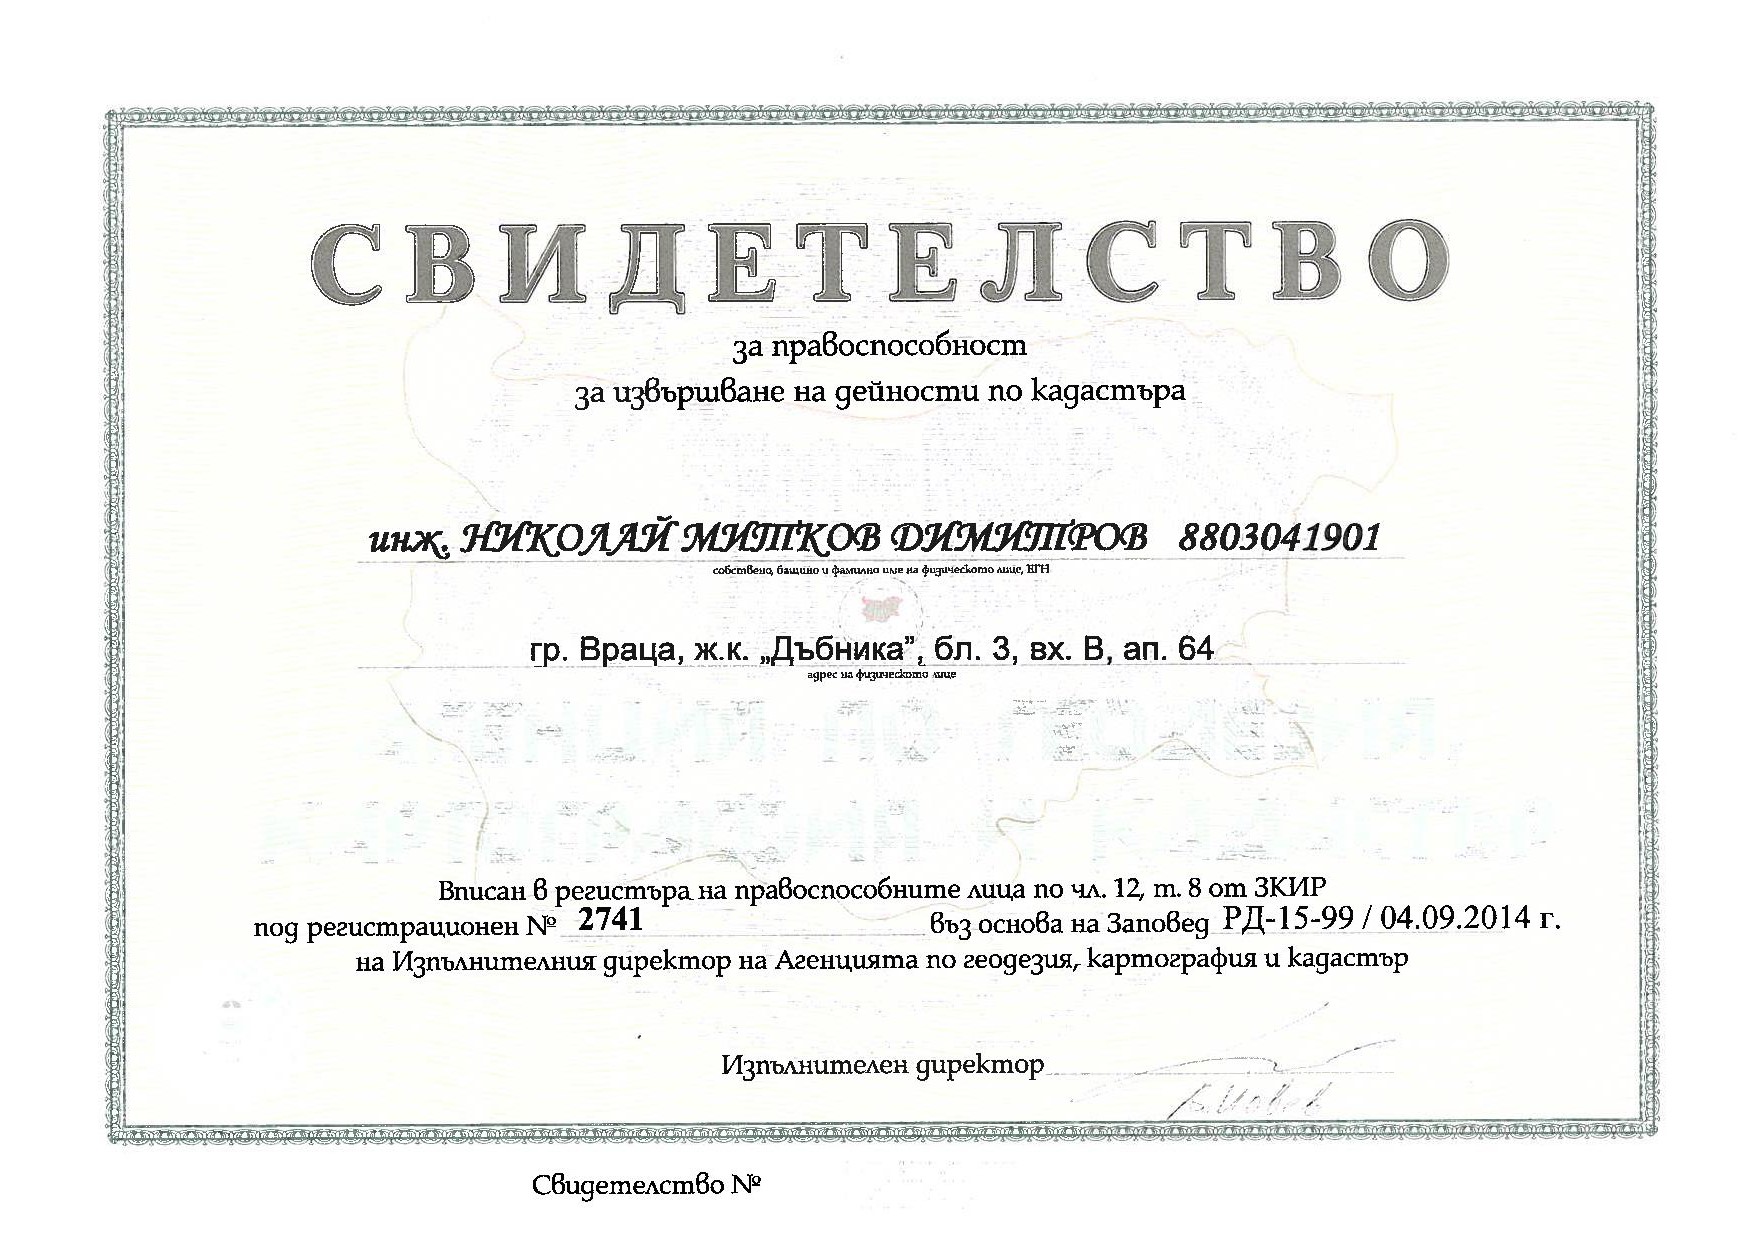 СВИДЕТЕЛСТВО
за правоспособност
за извършване на дейности по кадастъра
инж. НИКОЛАЙ МИТКОВ ДИМИТРОВ 8803041901
собствено, бащино и фамилно име на физическото лице, ЕГН
гр. Враца, ж.к. „Дъбника”, бл. 3, вх. В, ап. 64
адрес на физическото лице
Вписан в регистъра на правоспособните лица по чл. 12, т. 8 от ЗКИР
под регистрационен № 2741 въз основа на Заповед РД-15-99 / 04.09.2014 г.
на Изпълнителния директор на Агенцията по геодезия, картография и кадастър
Изпълнителен директор
Свидетелство №